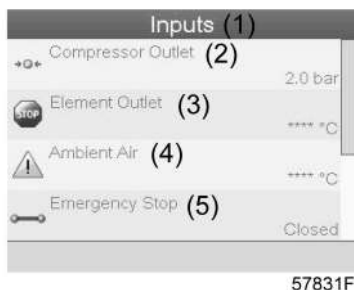 Inputs (1)
Compressor Outlet (2)
2.0 bar
Element Outlet (3)
STOP
**** °C
Ambient Air (4)
**** °C
Emergency Stop (5)
Closed
57831F